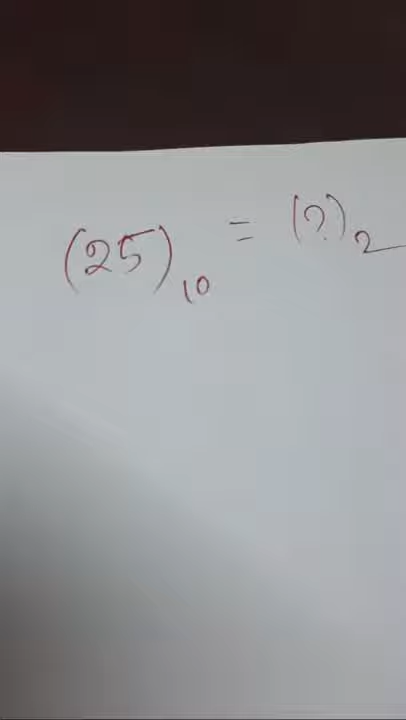 (25)₁₀ = (?)₂